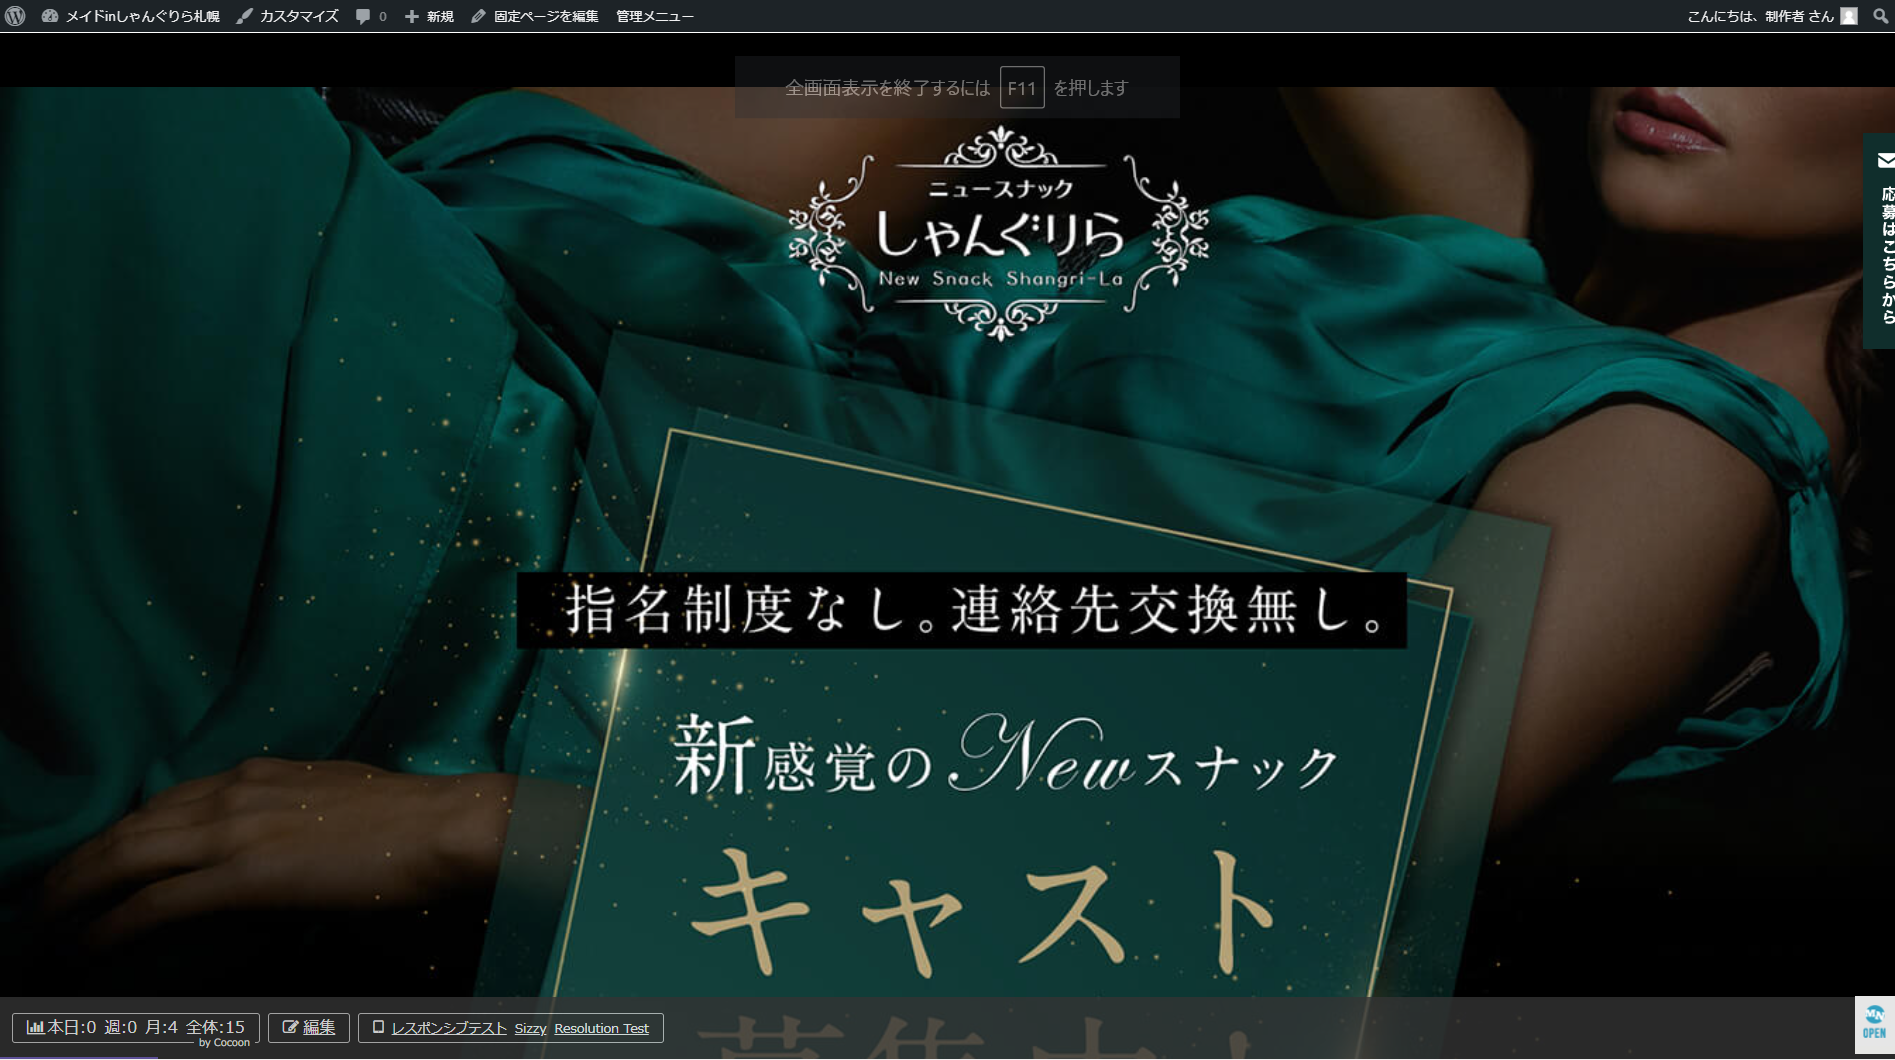 メイドinしゃんぐりら札幌 カスタマイズ 0 新規 固定ページを編集 管理メニュー こんにちは、制作者 さん
全画面表示を終了するには F11 を押します
ニュースナック
しゃんぐりら
New Snack Shangri-La
応募はこちらから
指名制度なし。連絡先交換無し。
新感覚のNewスナック
キャスト
募集中!
本日:0 週:0 月:4 全体:15 編集 レスポンシブテスト Sizzy Resolution Test
by Cocoon
MN
OPEN